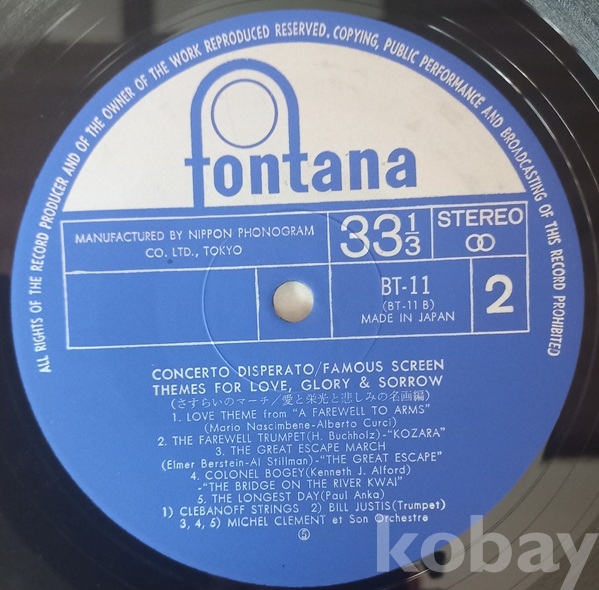 ALL RIGHTS OF THE RECORD PRODUCER AND OF THE OWNER OF THE WORK REPRODUCED RESERVED. COPYING, PUBLIC PERFORMANCE AND BROADCASTING OF THIS RECORD PROHIBITED
fontana
MANUFACTURED BY NIPPON PHONOGRAM
CO. LTD., TOKYO
33 1/3
STEREO
BT-11
(BT-11 B)
MADE IN JAPAN
2
CONCERTO DISPERATO/FAMOUS SCREEN
THEMES FOR LOVE, GLORY & SORROW
(さすらいのマーチ/愛と栄光と悲しみの名画編)
1. LOVE THEME from "A FAREWELL TO ARMS"
(Mario Nascimbene-Alberto Curci)
2. THE FAREWELL TRUMPET(H. Buchholz)-"KOZARA"
3. THE GREAT ESCAPE MARCH
(Elmer Berstein-Al Stillman)-"THE GREAT ESCAPE"
4. COLONEL BOGEY(Kenneth J. Alford)
-"THE BRIDGE ON THE RIVER KWAI"
5. THE LONGEST DAY(Paul Anka)
1) CLEBANOFF STRINGS 2) BILL JUSTIS(Trumpet)
3, 4, 5) MICHEL CLEMENT et Son Orchestre
kobay